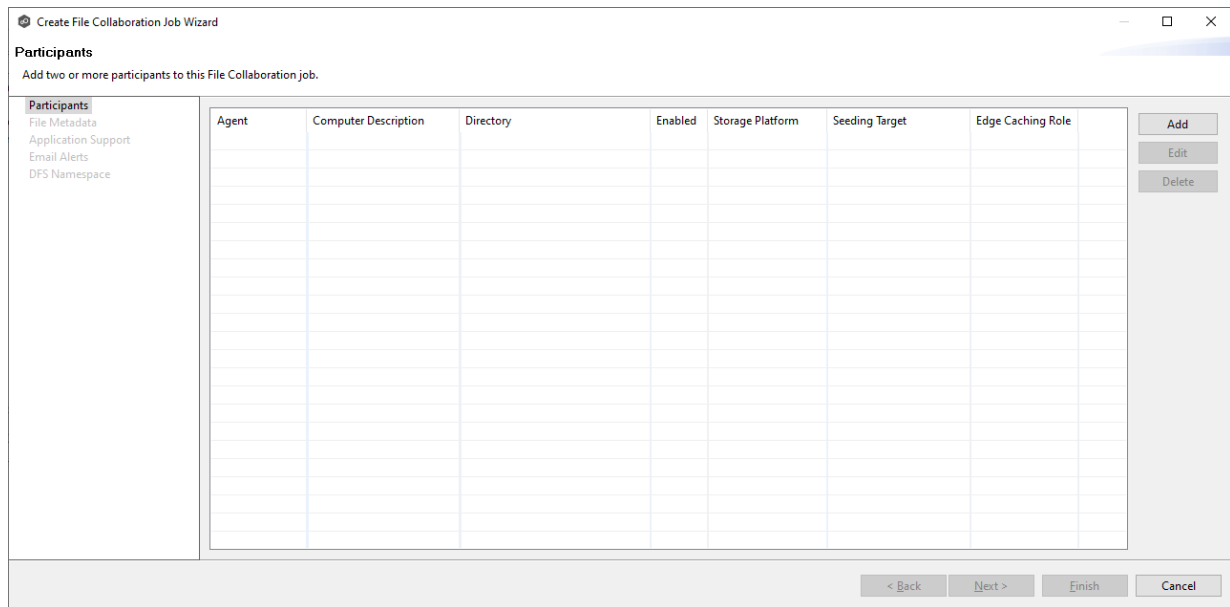 Create File Collaboration Job Wizard
Participants
Add two or more participants to this File Collaboration job.
Participants
File Metadata
Application Support
Email Alerts
DFS Namespace
Agent Computer Description Directory Enabled Storage Platform Seeding Target Edge Caching Role
Add
Edit
Delete
< Back Next > Finish Cancel